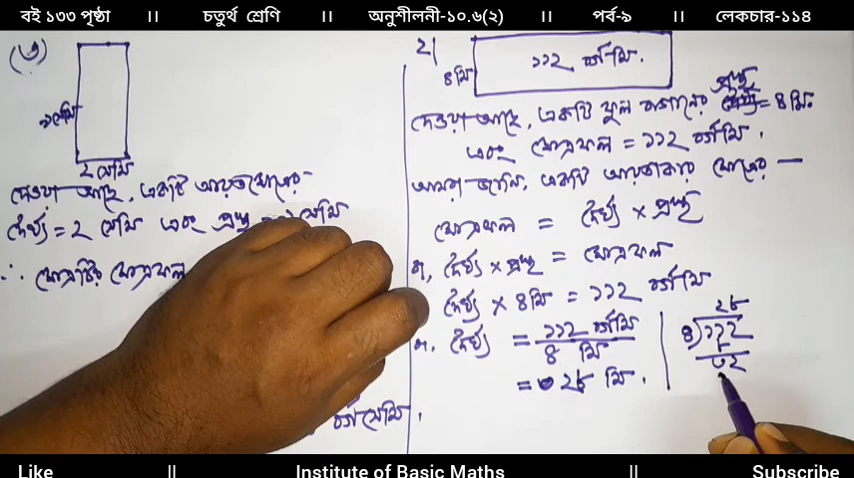 বই ১৩৩ পৃষ্ঠা || চতুর্থ শ্রেণি || অনুশীলনী-১০.৬(২) || পর্ব-৯ || লেকচার-১১৪
(৩)
২ সেমি
দেওয়া আছে, একটি আয়তক্ষেত্রের
দৈর্ঘ্য = ২ সেমি এবং প্রস্থ = সেমি
∴ ক্ষেত্রটির ক্ষেত্রফল
বর্গসেমি.
২|
৪মি
১১২ বর্গমি.
দেওয়া আছে, একটি ফুল বাগানের প্রস্থ = ৪ মি.
এবং ক্ষেত্রফল = ১১২ বর্গমি.
আমরা জানি, একটি আয়তাকার ক্ষেত্রের —
ক্ষেত্রফল = দৈর্ঘ্য × প্রস্থ
বা, দৈর্ঘ্য × প্রস্থ = ক্ষেত্রফল
দৈর্ঘ্য × ৪মি = ১১২ বর্গমি
বা. দৈর্ঘ্য = ১১২ বর্গমি
৪ মি
= ২৮ মি.
২৮
৪)১১২
৮
৩২
Like || Institute of Basic Maths || Subscribe